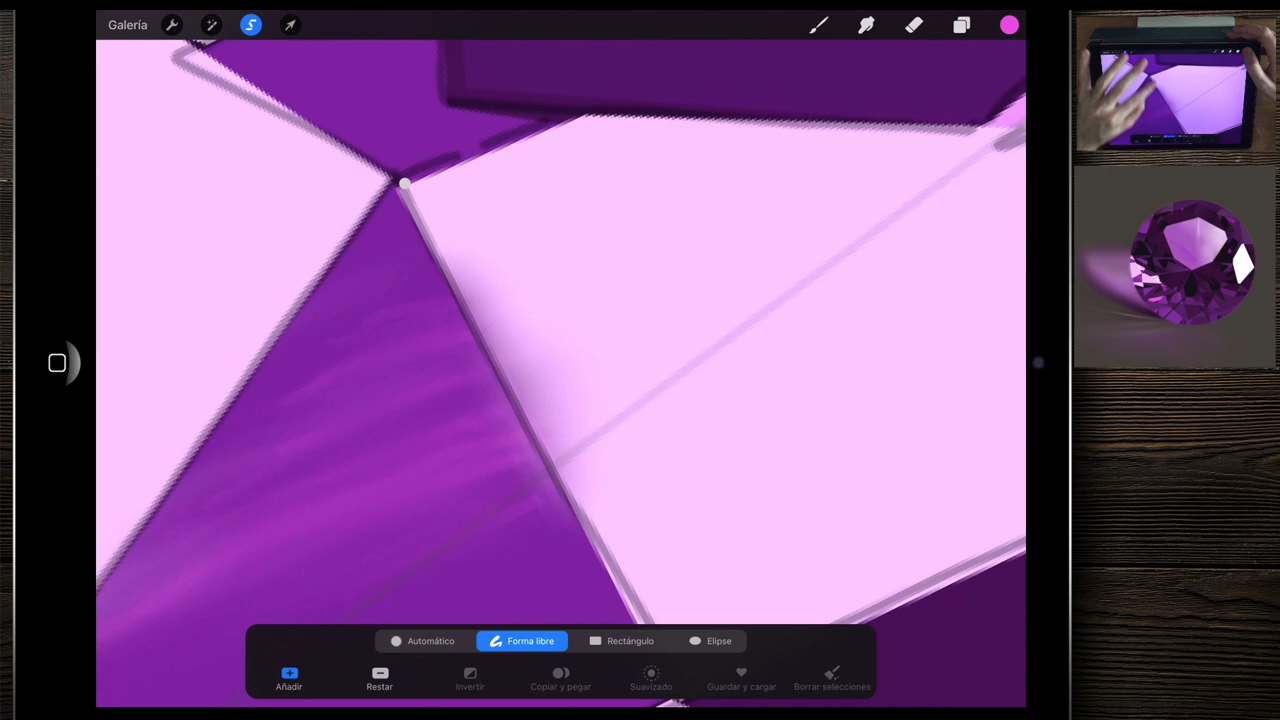 Galería
Automático Forma libre Rectángulo Elipse
Añadir Restar Invertir Copiar y pegar Suavizado Guardar y cargar Borrar selecciones